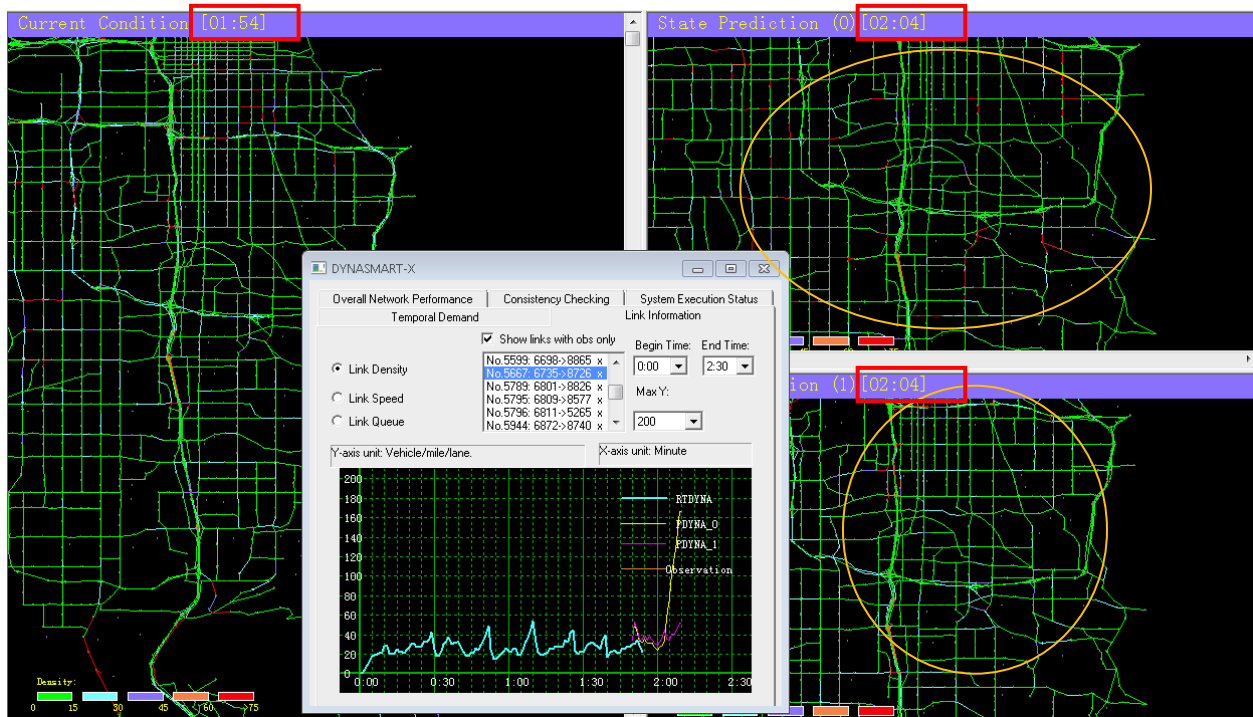 Current Condition [01:54]
State Prediction (0)[02:04]
DYNASMART-X
Overall Network Performance
Consistency Checking
System Execution Status
Temporal Demand
Link Information
Show links with obs only
Link Density
Link Speed
Link Queue
No.5599: 6698->8865 x
No.5667: 6735->8726 x
No.5789: 6801->8826 x
No.5795: 6809->8577 x
No.5796: 6811->5265 x
No.5944: 6872->8740 x
Begin Time: End Time:
0:00 2:30
Max Y:
200
ion (1)[02:04]
Y-axis unit: Vehicle/mile/lane.
X-axis unit: Minute
200
180
160
140
120
100
80
60
40
20
0
RTDYNA
PDYNA_0
PDYNA_1
Observation
0:00 0:30 1:00 1:30 2:00 2:30
Density:
0 15 30 45 60 >75